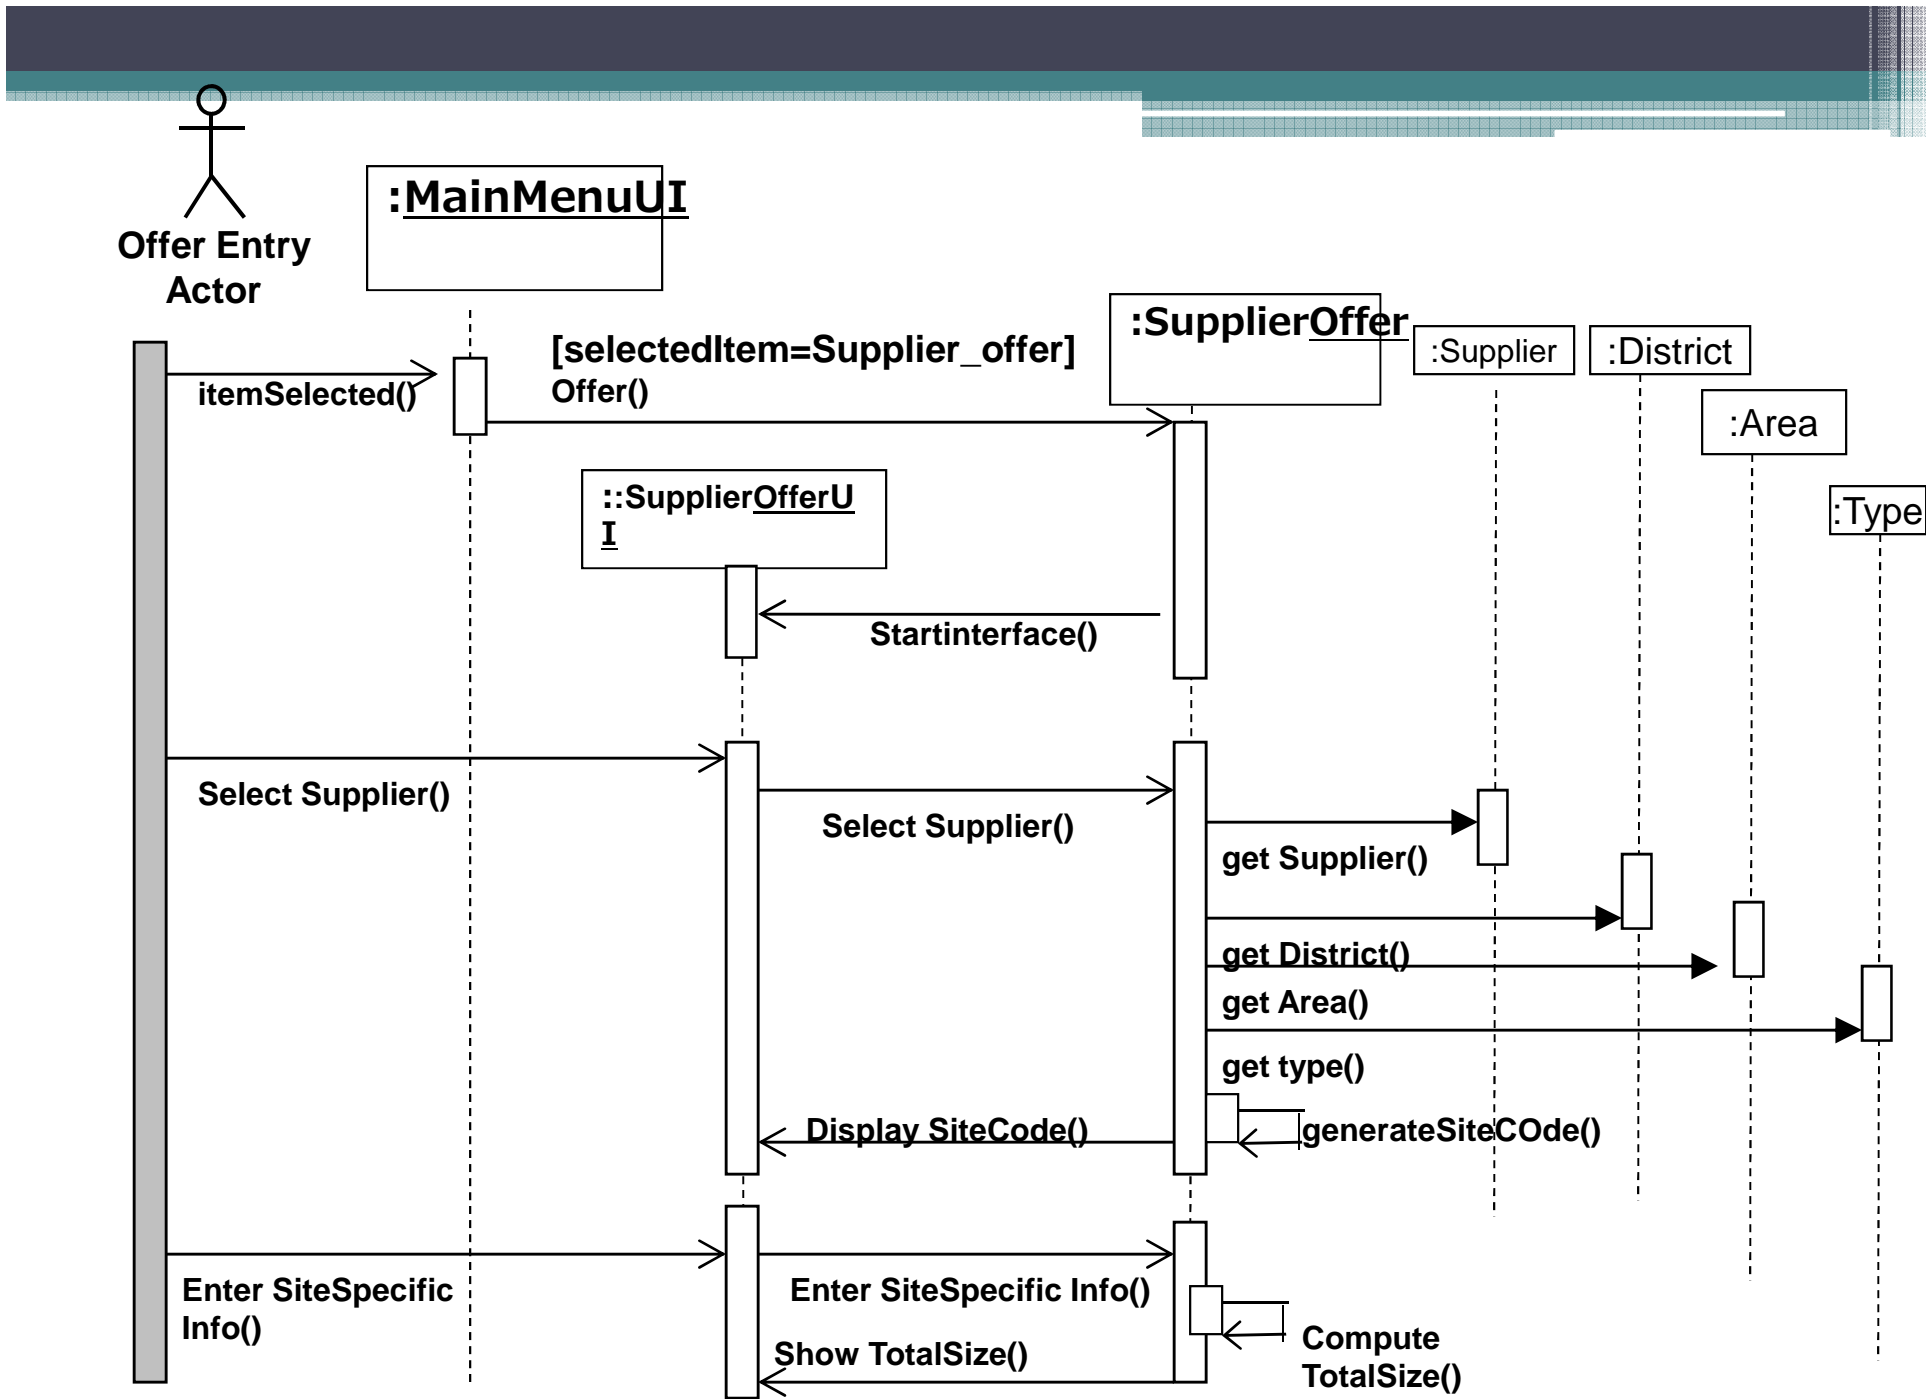 Offer Entry
Actor
:MainMenuUI
:SupplierOffer
:Supplier
:District
:Area
:Type
[selectedItem=Supplier_offer]
Offer()
itemSelected()
::SupplierOfferU
I
Startinterface()
Select Supplier()
Select Supplier()
get Supplier()
get District()
get Area()
get type()
Display SiteCode()
generateSiteCOde()
Enter SiteSpecific
Info()
Enter SiteSpecific Info()
Show TotalSize()
Compute
TotalSize()